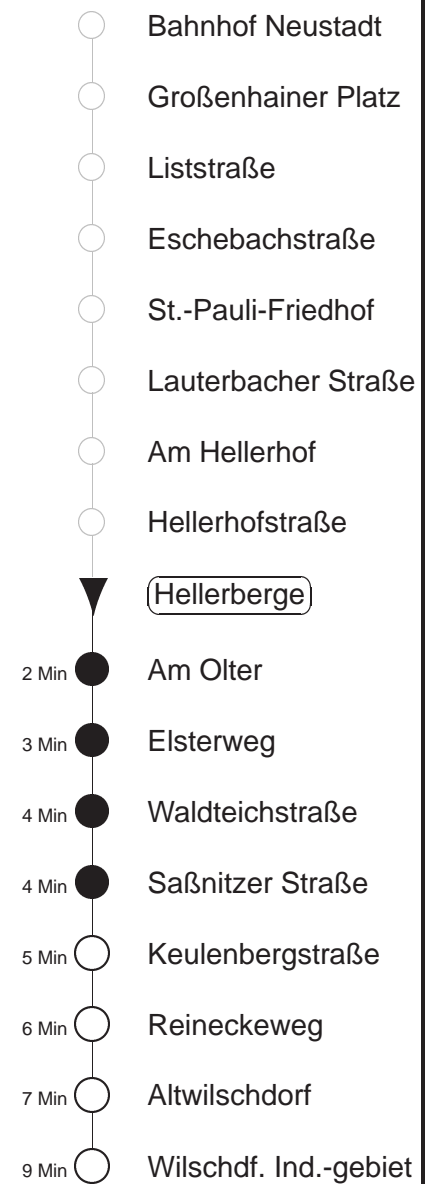 Bahnhof Neustadt
Großenhainer Platz
Liststraße
Eschebachstraße
St.-Pauli-Friedhof
Lauterbacher Straße
Am Hellerhof
Hellerhofstraße
Hellerberge
2 Min Am Olter
3 Min Elsterweg
4 Min Waldteichstraße
4 Min Saßnitzer Straße
5 Min Keulenbergstraße
6 Min Reineckeweg
7 Min Altwilschdorf
9 Min Wilschdf. Ind.-gebiet